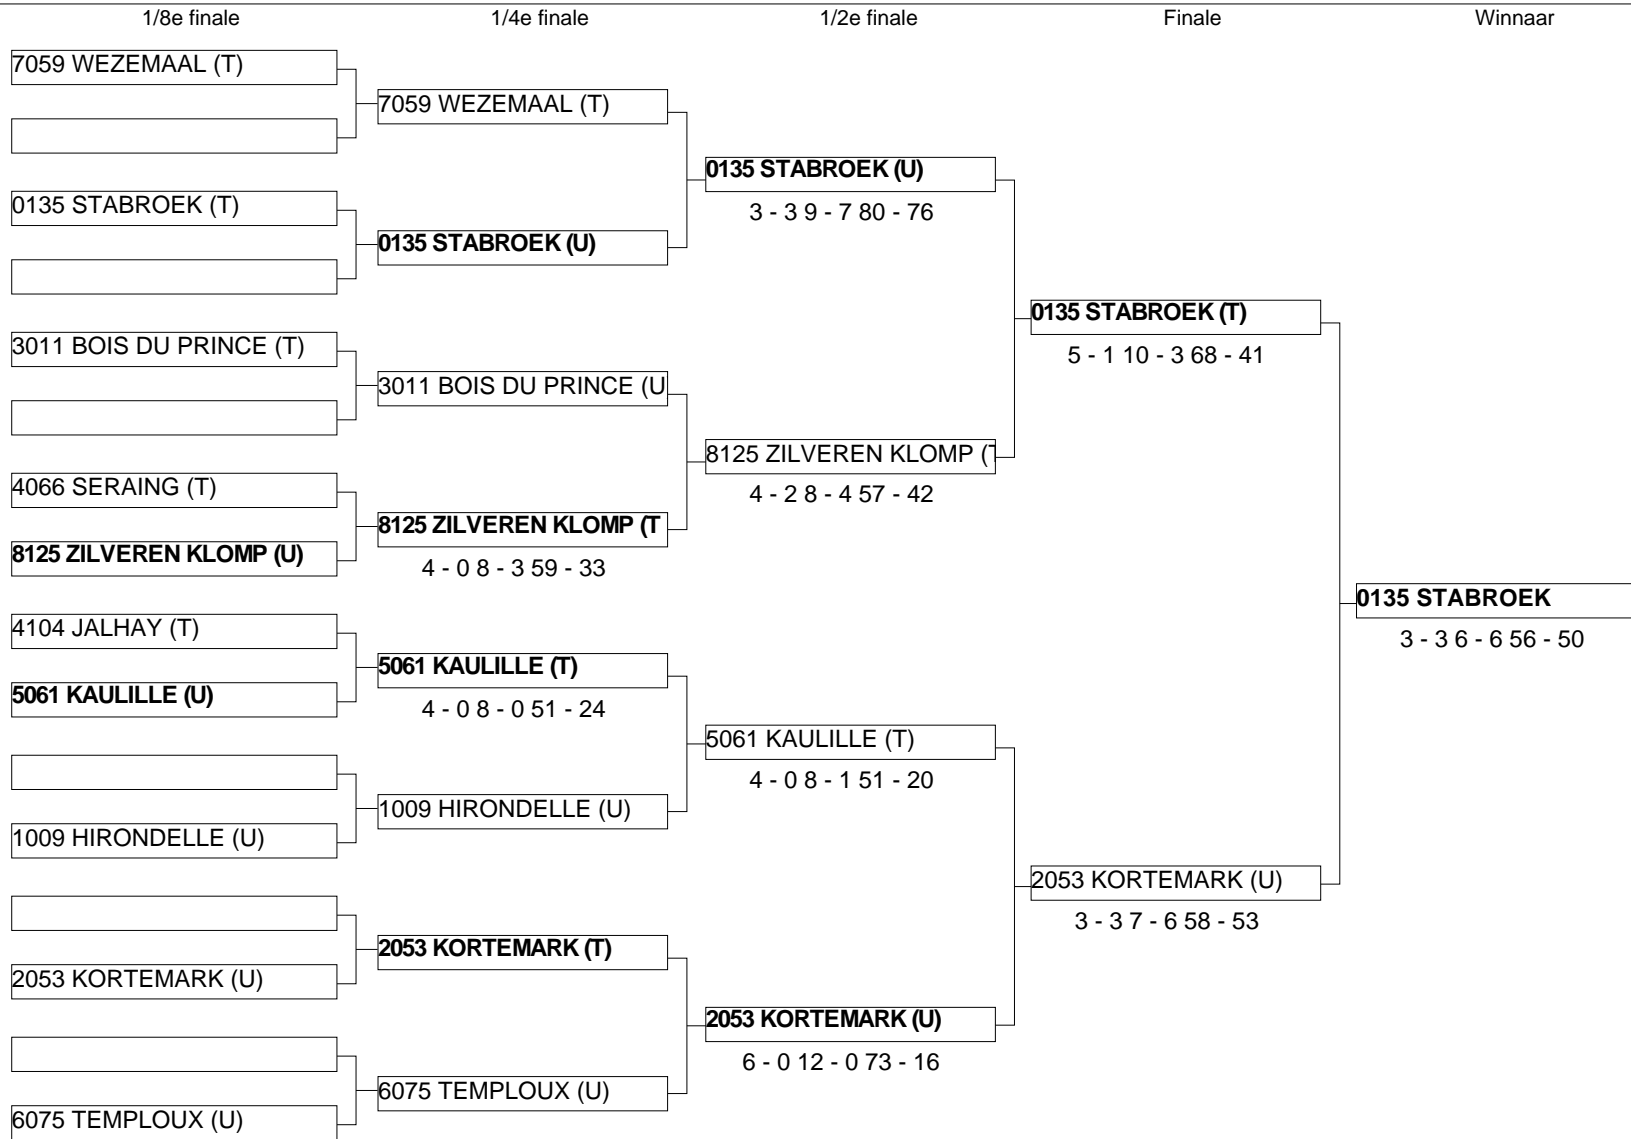 1/8e finale
1/4e finale
1/2e finale
Finale
Winnaar
7059 WEZEMAAL (T)
0135 STABROEK (T)
3011 BOIS DU PRINCE (T)
4066 SERAING (T)
8125 ZILVEREN KLOMP (U)
4104 JALHAY (T)
5061 KAULILLE (U)
1009 HIRONDELLE (U)
2053 KORTEMARK (U)
6075 TEMPLOUX (U)
7059 WEZEMAAL (T)
0135 STABROEK (U)
3011 BOIS DU PRINCE (U
8125 ZILVEREN KLOMP (T
4 - 0 8 - 3 59 - 33
5061 KAULILLE (T)
4 - 0 8 - 0 51 - 24
1009 HIRONDELLE (U)
2053 KORTEMARK (T)
6075 TEMPLOUX (U)
0135 STABROEK (U)
3 - 3 9 - 7 80 - 76
8125 ZILVEREN KLOMP (T
4 - 2 8 - 4 57 - 42
5061 KAULILLE (T)
4 - 0 8 - 1 51 - 20
2053 KORTEMARK (U)
6 - 0 12 - 0 73 - 16
0135 STABROEK (T)
5 - 1 10 - 3 68 - 41
2053 KORTEMARK (U)
3 - 3 7 - 6 58 - 53
0135 STABROEK
3 - 3 6 - 6 56 - 50